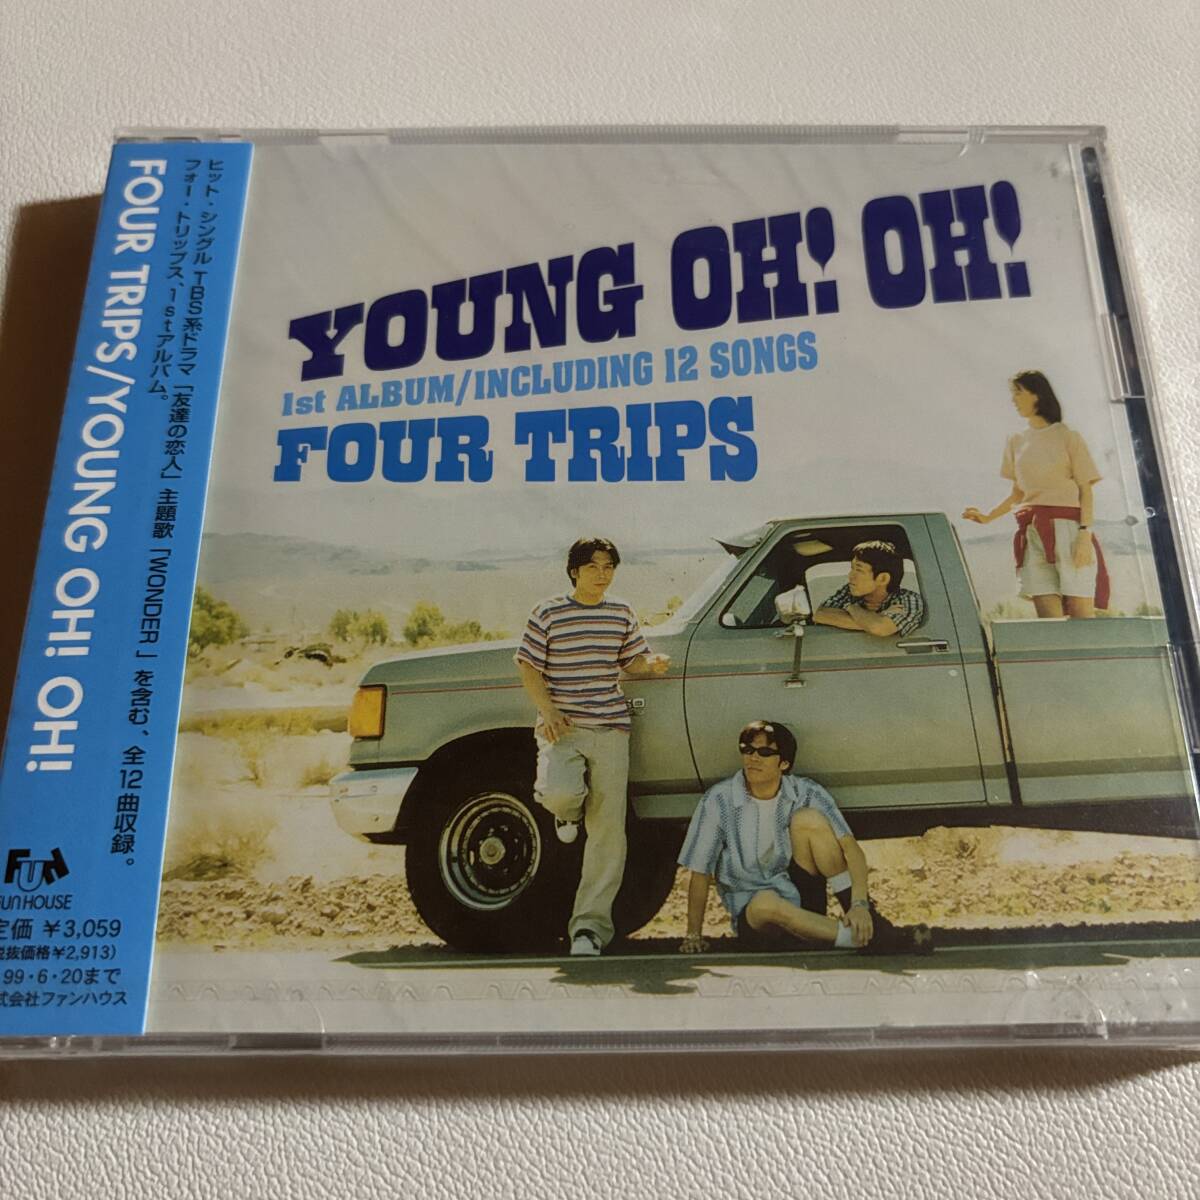 YOUNG OH! OH!
1st ALBUM/INCLUDING 12 SONGS
FOUR TRIPS
FOUR TRIPS/YOUNG OH! OH!
ヒット・シングル TBS系ドラマ「友達の恋人」主題歌「WONDER」を含む、全12曲収録。
フォー・トリップス、1stアルバム。
FUN
FUN HOUSE
定価 ¥3,059
税抜価格¥2,913)
99・6・20まで
式会社ファンハウス